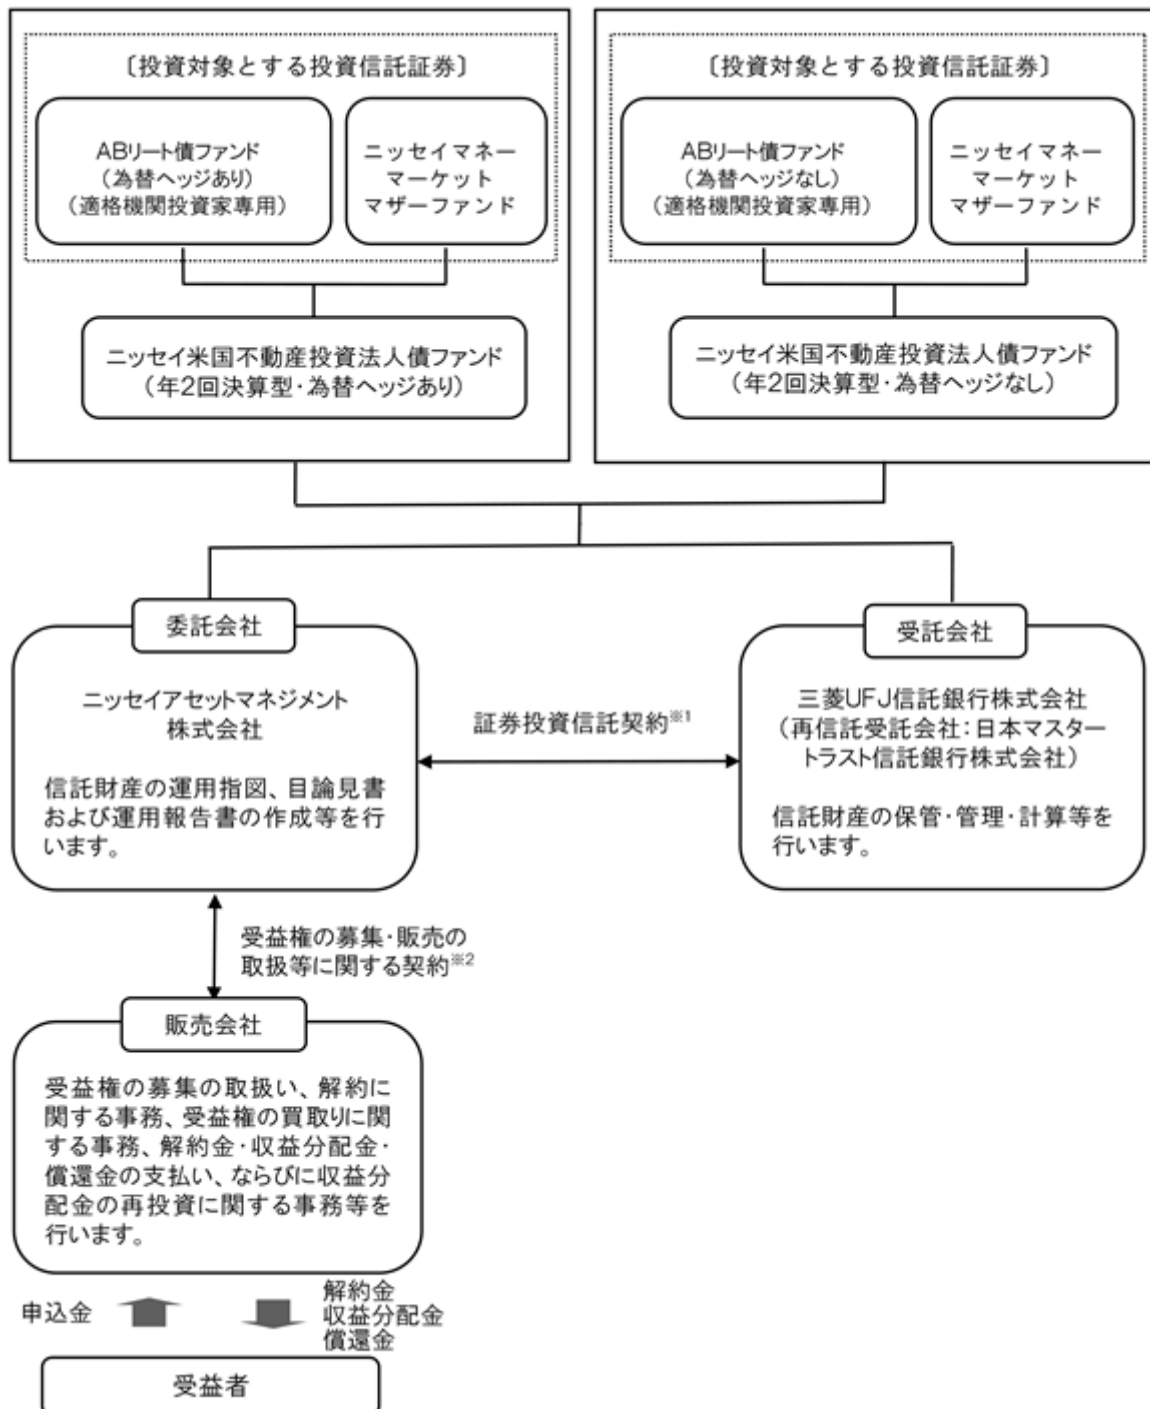 〔投資対象とする投資信託証券〕
ABリート債ファンド
(為替ヘッジあり)
(適格機関投資家専用)
ニッセイマネー
マーケット
マザーファンド
ニッセイ米国不動産投資法人債ファンド
(年2回決算型・為替ヘッジあり)
〔投資対象とする投資信託証券〕
ABリート債ファンド
(為替ヘッジなし)
(適格機関投資家専用)
ニッセイマネー
マーケット
マザーファンド
ニッセイ米国不動産投資法人債ファンド
(年2回決算型・為替ヘッジなし)
委託会社
ニッセイアセットマネジメント
株式会社
信託財産の運用指図、目論見書
および運用報告書の作成等を行
います。
証券投資信託契約※1
受託会社
三菱UFJ信託銀行株式会社
(再信託受託会社:日本マスター
トラスト信託銀行株式会社)
信託財産の保管・管理・計算等を
行います。
受益権の募集・販売の
取扱等に関する契約※2
販売会社
受益権の募集の取扱い、解約に
関する事務、受益権の買取りに関
する事務、解約金・収益分配金・
償還金の支払い、ならびに収益分
配金の再投資に関する事務等を
行います。
申込金
解約金
収益分配金
償還金
受益者